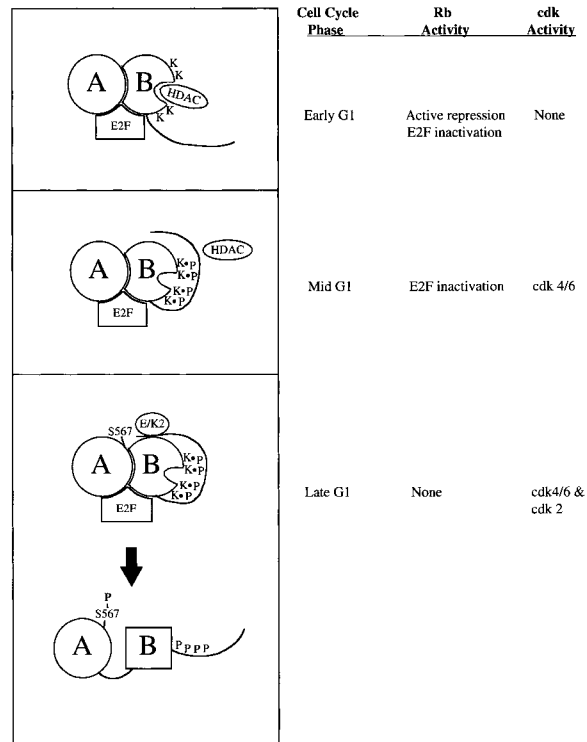 Cell Cycle Phase
Rb Activity
cdk Activity
A B
K
K
HDAC
K K
E2F
Early G1
Active repression
E2F inactivation
None
A B
HDAC
K•P
K•P
K•P
K•P
E2F
Mid G1
E2F inactivation
cdk 4/6
S567
E/K2
A B
K•P
K•P
K•P
K•P
E2F
Late G1
None
cdk4/6 &
cdk 2
P
S567
A B
P P P P